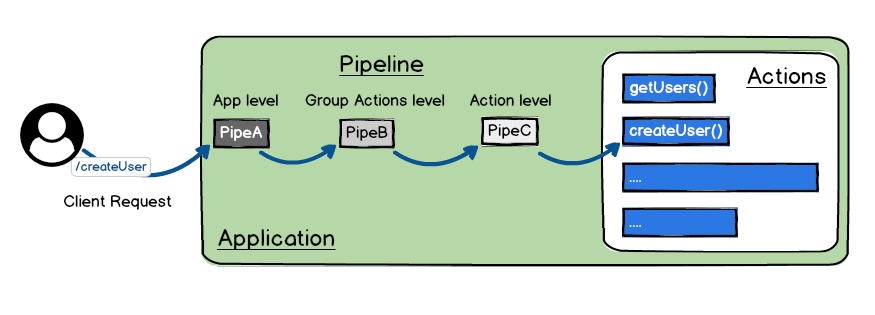 Pipeline
Actions
App level
Group Actions level
Action level
getUsers()
PipeA
PipeB
PipeC
createUser()
/createUser
....
Client Request
....
Application